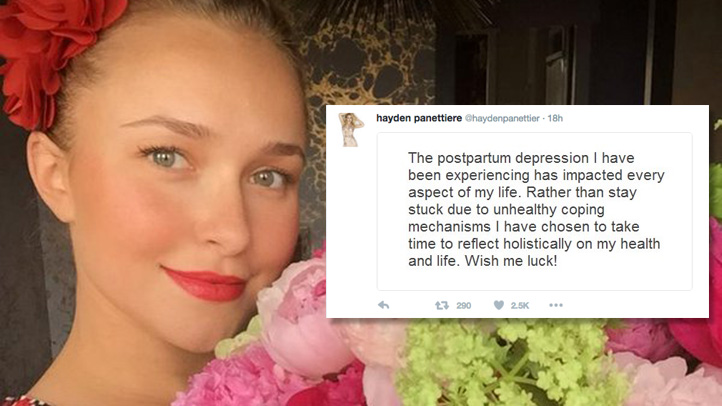 hayden panettiere @haydenpanettier · 18h
The postpartum depression I have
been experiencing has impacted every
aspect of my life. Rather than stay
stuck due to unhealthy coping
mechanisms I have chosen to take
time to reflect holistically on my health
and life. Wish me luck!
290 2.5K